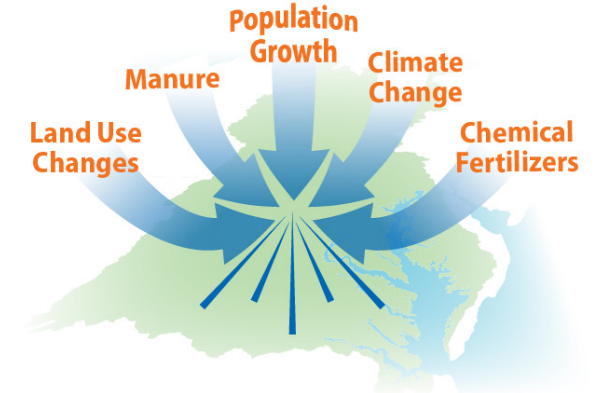 Population
Growth
Manure
Climate
Change
Land Use
Changes
Chemical
Fertilizers